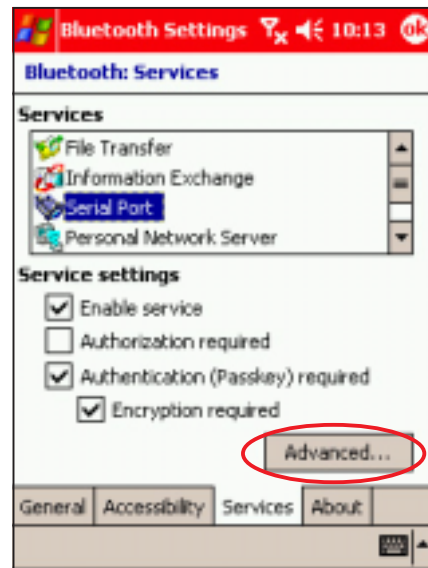 Bluetooth Settings 10:13 ok
Bluetooth: Services
Services
File Transfer
Information Exchange
Serial Port
Personal Network Server
Service settings
Enable service
Authorization required
Authentication (Passkey) required
Encryption required
Advanced...
General Accessibility Services About